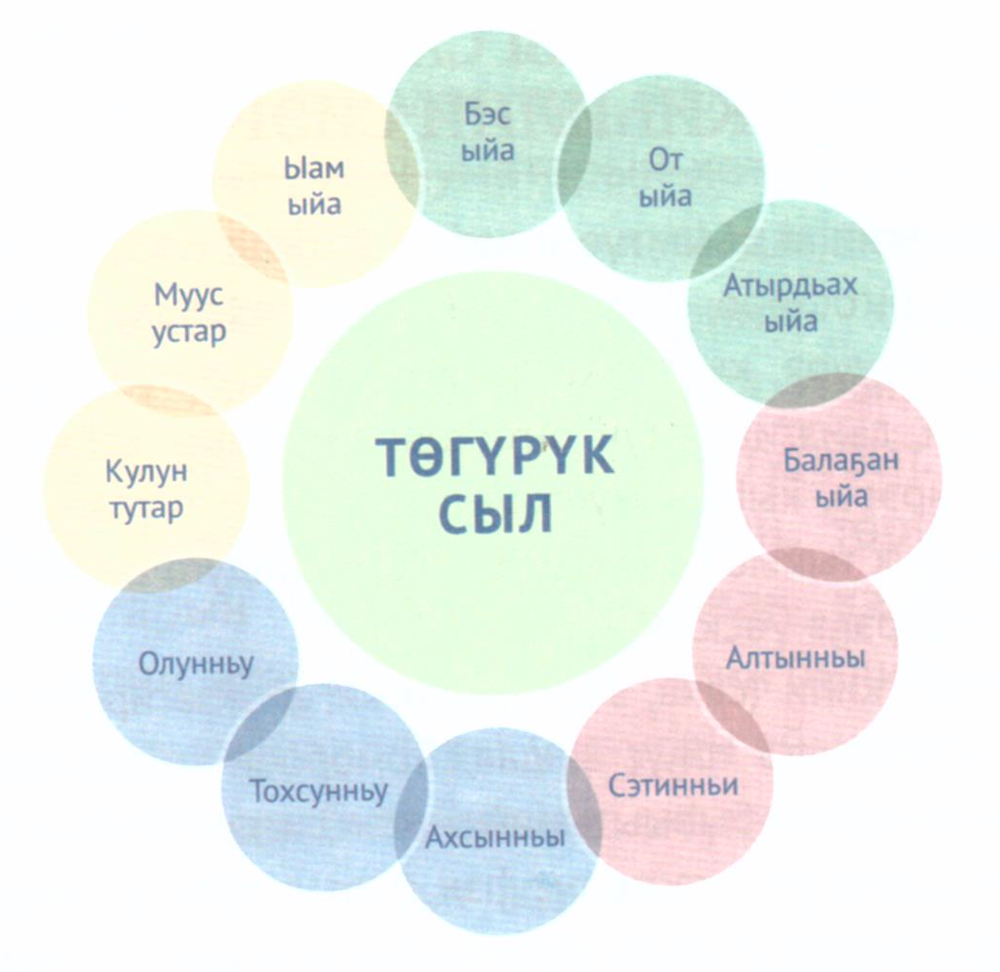 Бэс
ыйа
От
ыйа
Атырдьах
ыйа
Балаҕан
ыйа
Алтынньы
Сэтинньи
Ахсынньы
Тохсунньу
Олунньу
Кулун
тутар
Муус
устар
Ыам
ыйа
ТӨГҮРҮК
СЫЛ